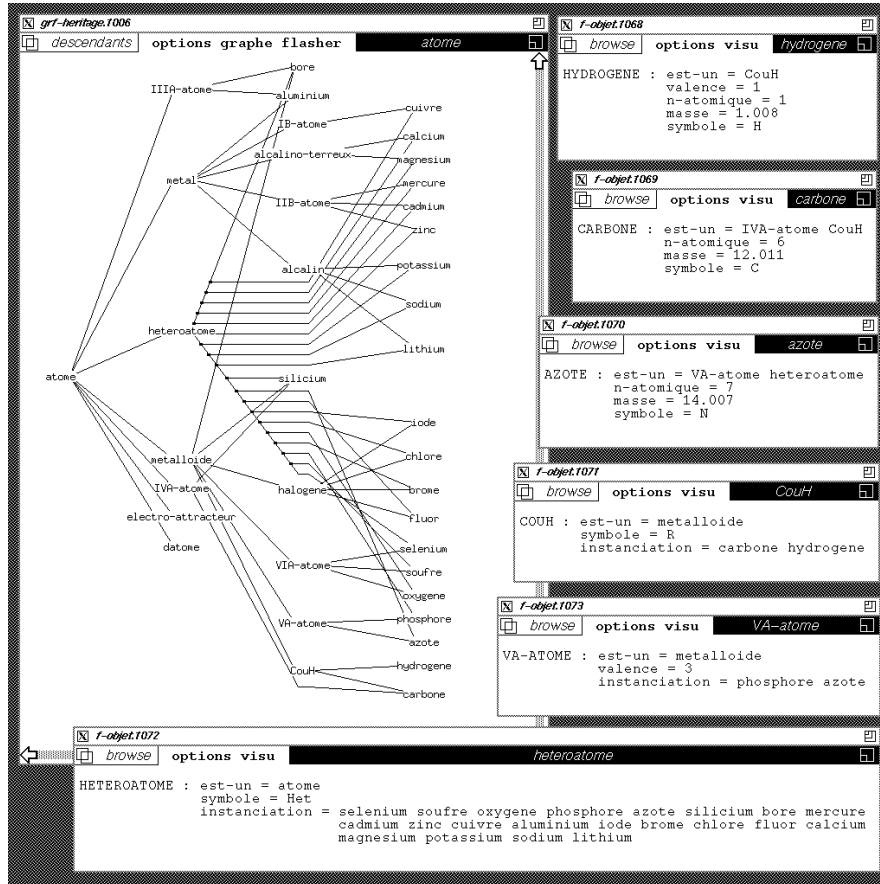 grf-heritage.1006
descendants options graphe flasher atome
bore
IIIA-atome
aluminium
cuivre
IB-atome
calcium
alcalino-terreux
magnesium
metal
mercure
IIB-atome
cadmium
zinc
potassium
alcalin
sodium
heteroatome
lithium
atome
silicium
iode
chlore
metalloide
IVA-atome
halogene
brome
electro-attracteur
fluor
datome
selenium
VIA-atome
soufre
oxygene
phosphore
VA-atome
azote
hydrogene
CouH
carbone
f-objet.1068
browse options visu hydrogene
HYDROGENE : est-un = CouH
valence = 1
n-atomique = 1
masse = 1.008
symbole = H
f-objet.1069
browse options visu carbone
CARBONE : est-un = IVA-atome CouH
n-atomique = 6
masse = 12.011
symbole = C
f-objet.1070
browse options visu azote
AZOTE : est-un = VA-atome heteroatome
n-atomique = 7
masse = 14.007
symbole = N
f-objet.1071
browse options visu CouH
COUH : est-un = metalloide
symbole = R
instanciation = carbone hydrogene
f-objet.1073
browse options visu VA-atome
VA-ATOME : est-un = metalloide
valence = 3
instanciation = phosphore azote
f-objet.1072
browse options visu heteroatome
HETEROATOME : est-un = atome
symbole = Het
instanciation = selenium soufre oxygene phosphore azote silicium bore mercure
cadmium zinc cuivre aluminium iode brome chlore fluor calcium
magnesium potassium sodium lithium